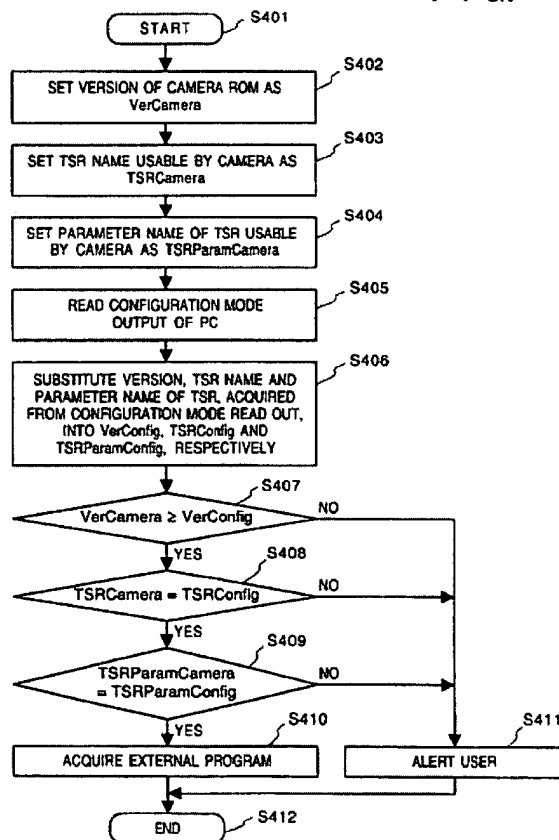 S401
START
S402
SET VERSION OF CAMERA ROM AS
VerCamera
S403
SET TSR NAME USABLE BY CAMERA AS
TSRCamera
S404
SET PARAMETER NAME OF TSR USABLE
BY CAMERA AS TSRParamCamera
S405
READ CONFIGURATION MODE
OUTPUT OF PC
S406
SUBSTITUTE VERSION, TSR NAME AND
PARAMETER NAME OF TSR, ACQUIRED
FROM CONFIGURATION MODE READ OUT,
INTO VerConfig, TSRConfig AND
TSRParamConfig, RESPECTIVELY
S407
VerCamera ≥ VerConfig
NO
YES
S408
TSRCamera = TSRConfig
NO
YES
S409
TSRParamCamera
= TSRParamConfig
NO
YES
S410
ACQUIRE EXTERNAL PROGRAM
S411
ALERT USER
S412
END